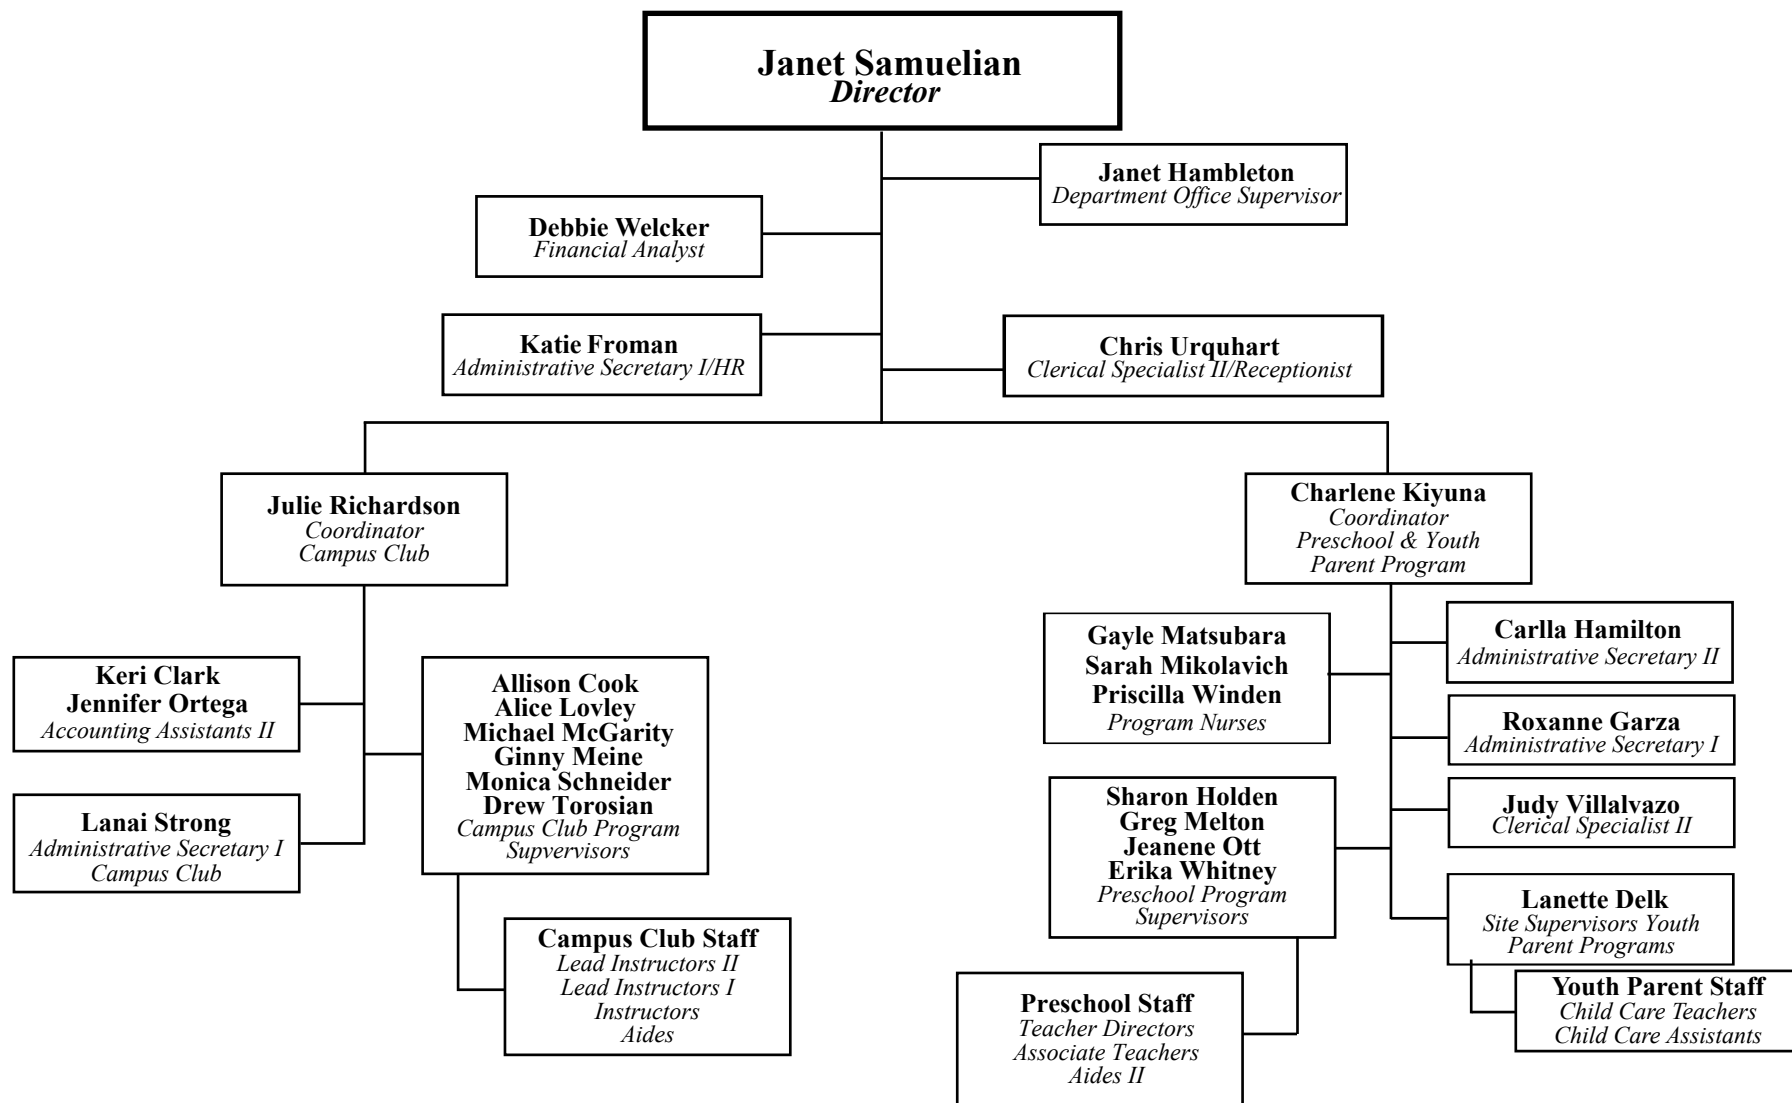 Janet Samuelian
Director
Janet Hambleton
Department Office Supervisor
Debbie Welcker
Financial Analyst
Katie Froman
Administrative Secretary I/HR
Chris Urquhart
Clerical Specialist II/Receptionist
Julie Richardson
Coordinator
Campus Club
Charlene Kiyuna
Coordinator
Preschool & Youth
Parent Program
Keri Clark
Jennifer Ortega
Accounting Assistants II
Lanai Strong
Administrative Secretary I
Campus Club
Allison Cook
Alice Lovley
Michael McGarity
Ginny Meine
Monica Schneider
Drew Torosian
Campus Club Program
Supvervisors
Campus Club Staff
Lead Instructors II
Lead Instructors I
Instructors
Aides
Gayle Matsubara
Sarah Mikolavich
Priscilla Winden
Program Nurses
Sharon Holden
Greg Melton
Jeanene Ott
Erika Whitney
Preschool Program
Supervisors
Preschool Staff
Teacher Directors
Associate Teachers
Aides II
Carlla Hamilton
Administrative Secretary II
Roxanne Garza
Administrative Secretary I
Judy Villalvazo
Clerical Specialist II
Lanette Delk
Site Supervisors Youth
Parent Programs
Youth Parent Staff
Child Care Teachers
Child Care Assistants